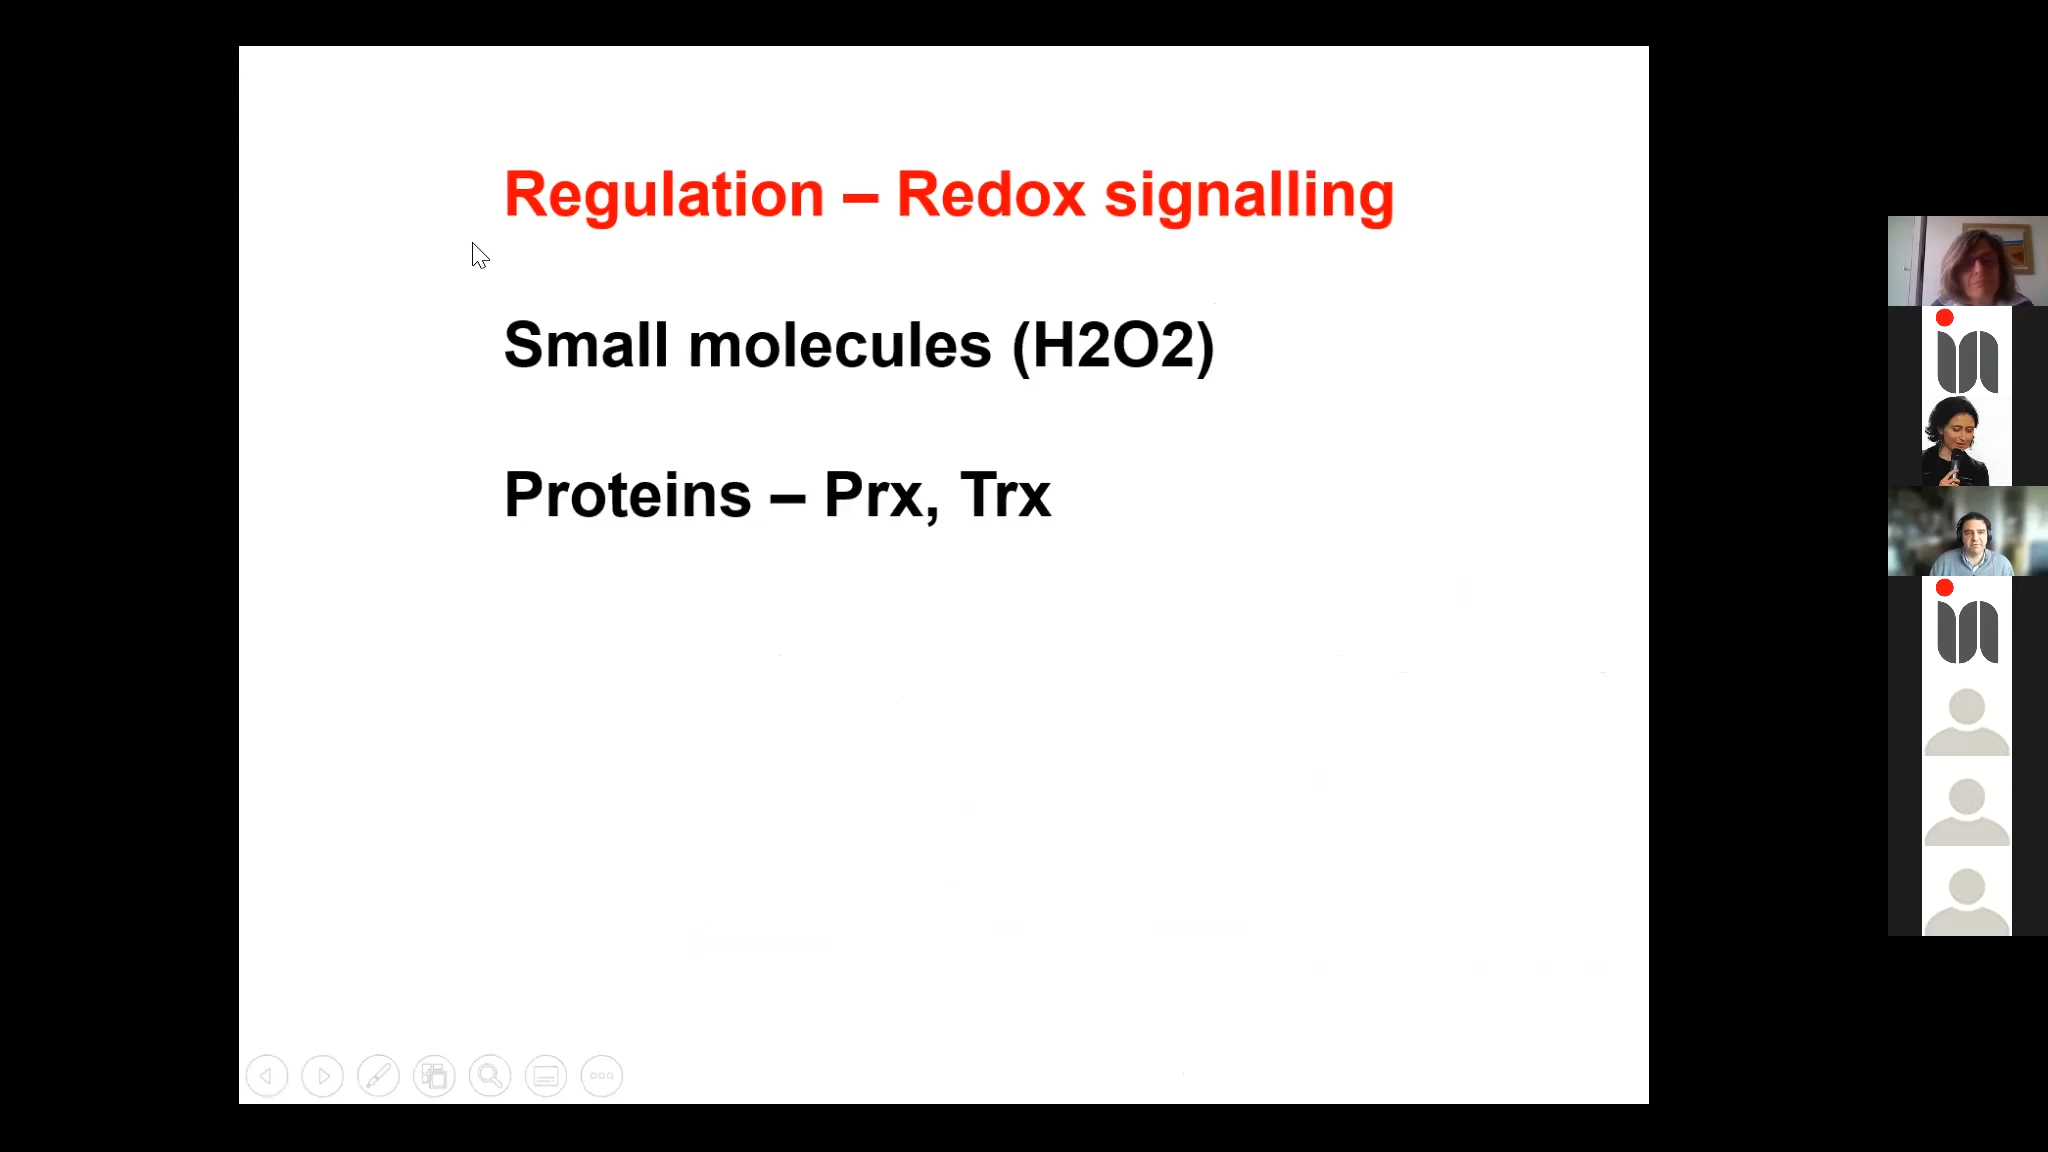 Regulation – Redox signalling
Small molecules (H2O2)
Proteins – Prx, Trx